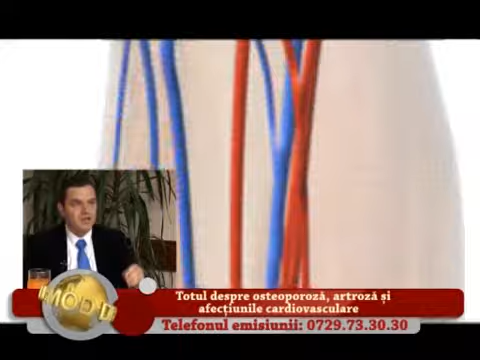 Totul despre osteoporoză, artroză și
afecțiunile cardiovasculare
Telefonul emisiunii: 0729.73.30.30